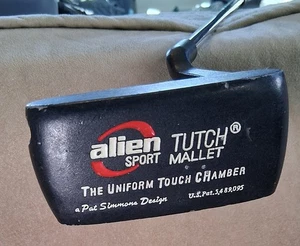 alien TUTCH®
SPORT MALLET
THE UNIFORM TOUCH CHAMBER
a Pat Simmons Design U.S. Pat. 5,489,095